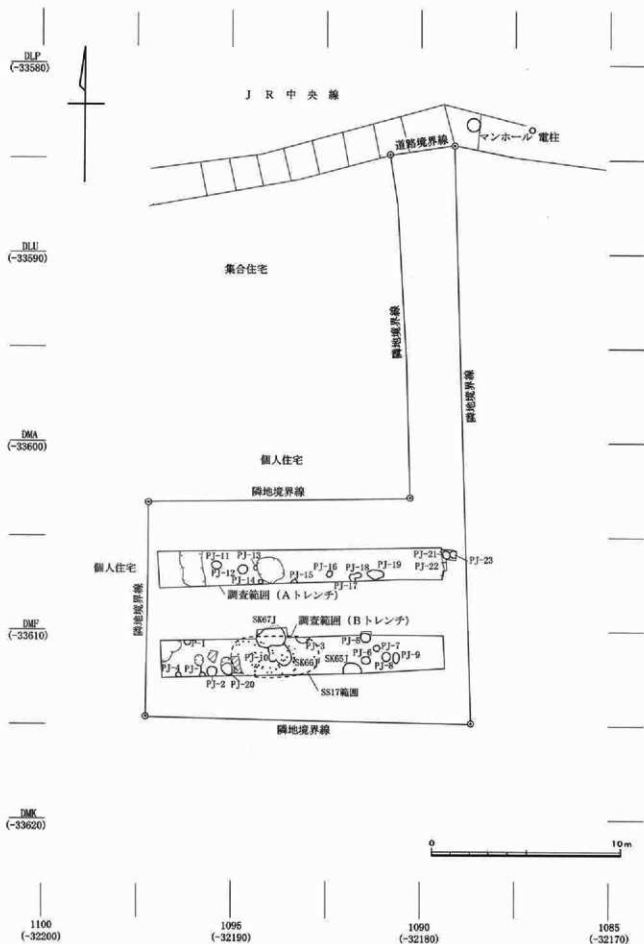 DLP
(-33580)
JR中央線
マンホール 電柱
道路境界線
DLU
(-33590)
集合住宅
隣地境界線
隣地境界線
DMA
(-33600)
個人住宅
隣地境界線
個人住宅
PJ-11
PJ-13
PJ-12
PJ-14
PJ-15
PJ-16
PJ-18
PJ-17
PJ-19
PJ-21
PJ-22
PJ-23
調査範囲(Aトレンチ)
隣地境界線
DMF
(-33610)
SK67J
調査範囲(Bトレンチ)
PJ-1
PJ-3
PJ-5
PJ-7
PJ-4
PJ-10
SK66J
SK65J
PJ-6
PJ-9
PJ-8
PJ-2
PJ-20
SS17範囲
隣地境界線
DMK
(-33620)
0 10m
1100
(-32200)
1095
(-32190)
1090
(-32180)
1085
(-32170)